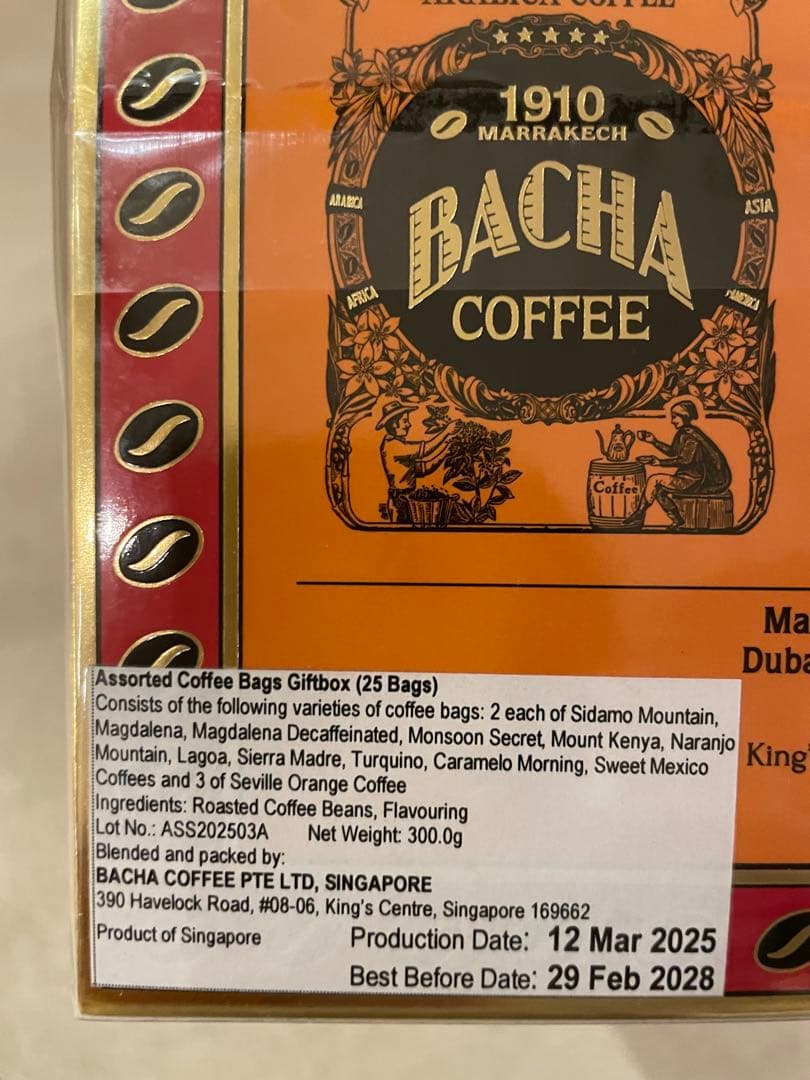 ARABICA COFFEE
1910
MARRAKECH
ARABICA
ASIA
BACHA
AFRICA
COFFEE
Coffee
Ma
Duba
King'
Assorted Coffee Bags Giftbox (25 Bags)
Consists of the following varieties of coffee bags: 2 each of Sidamo Mountain,
Magdalena, Magdalena Decaffeinated, Monsoon Secret, Mount Kenya, Naranjo
Mountain, Lagoa, Sierra Madre, Turquino, Caramelo Morning, Sweet Mexico
Coffees and 3 of Seville Orange Coffee
Ingredients: Roasted Coffee Beans, Flavouring
Lot No.: ASS202503A Net Weight: 300.0g
Blended and packed by:
BACHA COFFEE PTE LTD, SINGAPORE
390 Havelock Road, #08-06, King's Centre, Singapore 169662
Product of Singapore Production Date: 12 Mar 2025
Best Before Date: 29 Feb 2028